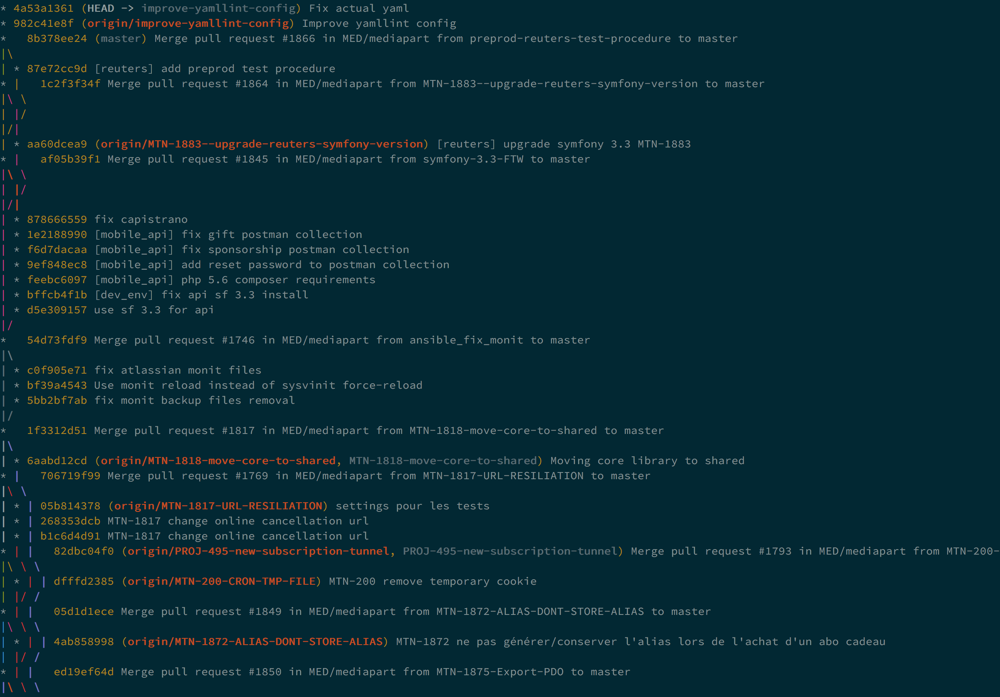 * 4a53a1361 (HEAD -> improve-yamllint-config) Fix actual yaml
* 982c41e8f (origin/improve-yamllint-config) Improve yamllint config
*   8b378ee24 (master) Merge pull request #1866 in MED/mediapart from preprod-reuters-test-procedure to master
|\
| * 87e72cc9d [reuters] add preprod test procedure
* |   1c2f3f34f Merge pull request #1864 in MED/mediapart from MTN-1883--upgrade-reuters-symfony-version to master
|\ \
| |/
|/|
| * aa60dcea9 (origin/MTN-1883--upgrade-reuters-symfony-version) [reuters] upgrade symfony 3.3 MTN-1883
* |   af05b39f1 Merge pull request #1845 in MED/mediapart from symfony-3.3-FTW to master
|\ \
| |/
|/|
| * 878666559 fix capistrano
| * 1e2188990 [mobile_api] fix gift postman collection
| * f6d7dacaa [mobile_api] fix sponsorship postman collection
| * 9ef848ec8 [mobile_api] add reset password to postman collection
| * feebc6097 [mobile_api] php 5.6 composer requirements
| * bffcb4f1b [dev_env] fix api sf 3.3 install
| * d5e309157 use sf 3.3 for api
|/
*   54d73fdf9 Merge pull request #1746 in MED/mediapart from ansible_fix_monit to master
|\
| * c0f905e71 fix atlassian monit files
| * bf39a4543 Use monit reload instead of sysvinit force-reload
| * 5bb2bf7ab fix monit backup files removal
|/
*   1f3312d51 Merge pull request #1817 in MED/mediapart from MTN-1818-move-core-to-shared to master
|\
| * 6aabd12cd (origin/MTN-1818-move-core-to-shared, MTN-1818-move-core-to-shared) Moving core library to shared
* |   706719f99 Merge pull request #1769 in MED/mediapart from MTN-1817-URL-RESILIATION to master
|\ \
| * | 05b814378 (origin/MTN-1817-URL-RESILIATION) settings pour les tests
| * | 268353dcb MTN-1817 change online cancellation url
| * | b1c6d4d91 MTN-1817 change online cancellation url
* | |   82dbc04f0 (origin/PROJ-495-new-subscription-tunnel, PROJ-495-new-subscription-tunnel) Merge pull request #1793 in MED/mediapart from MTN-200-
|\ \ \
| * | | dfffd2385 (origin/MTN-200-CRON-TMP-FILE) MTN-200 remove temporary cookie
| |/ /
* | |   05d1d1ece Merge pull request #1849 in MED/mediapart from MTN-1872-ALIAS-DONT-STORE-ALIAS to master
|\ \ \
| * | | 4ab858998 (origin/MTN-1872-ALIAS-DONT-STORE-ALIAS) MTN-1872 ne pas générer/conserver l'alias lors de l'achat d'un abo cadeau
| |/ /
* | |   ed19ef64d Merge pull request #1850 in MED/mediapart from MTN-1875-Export-PDO to master
|\ \ \